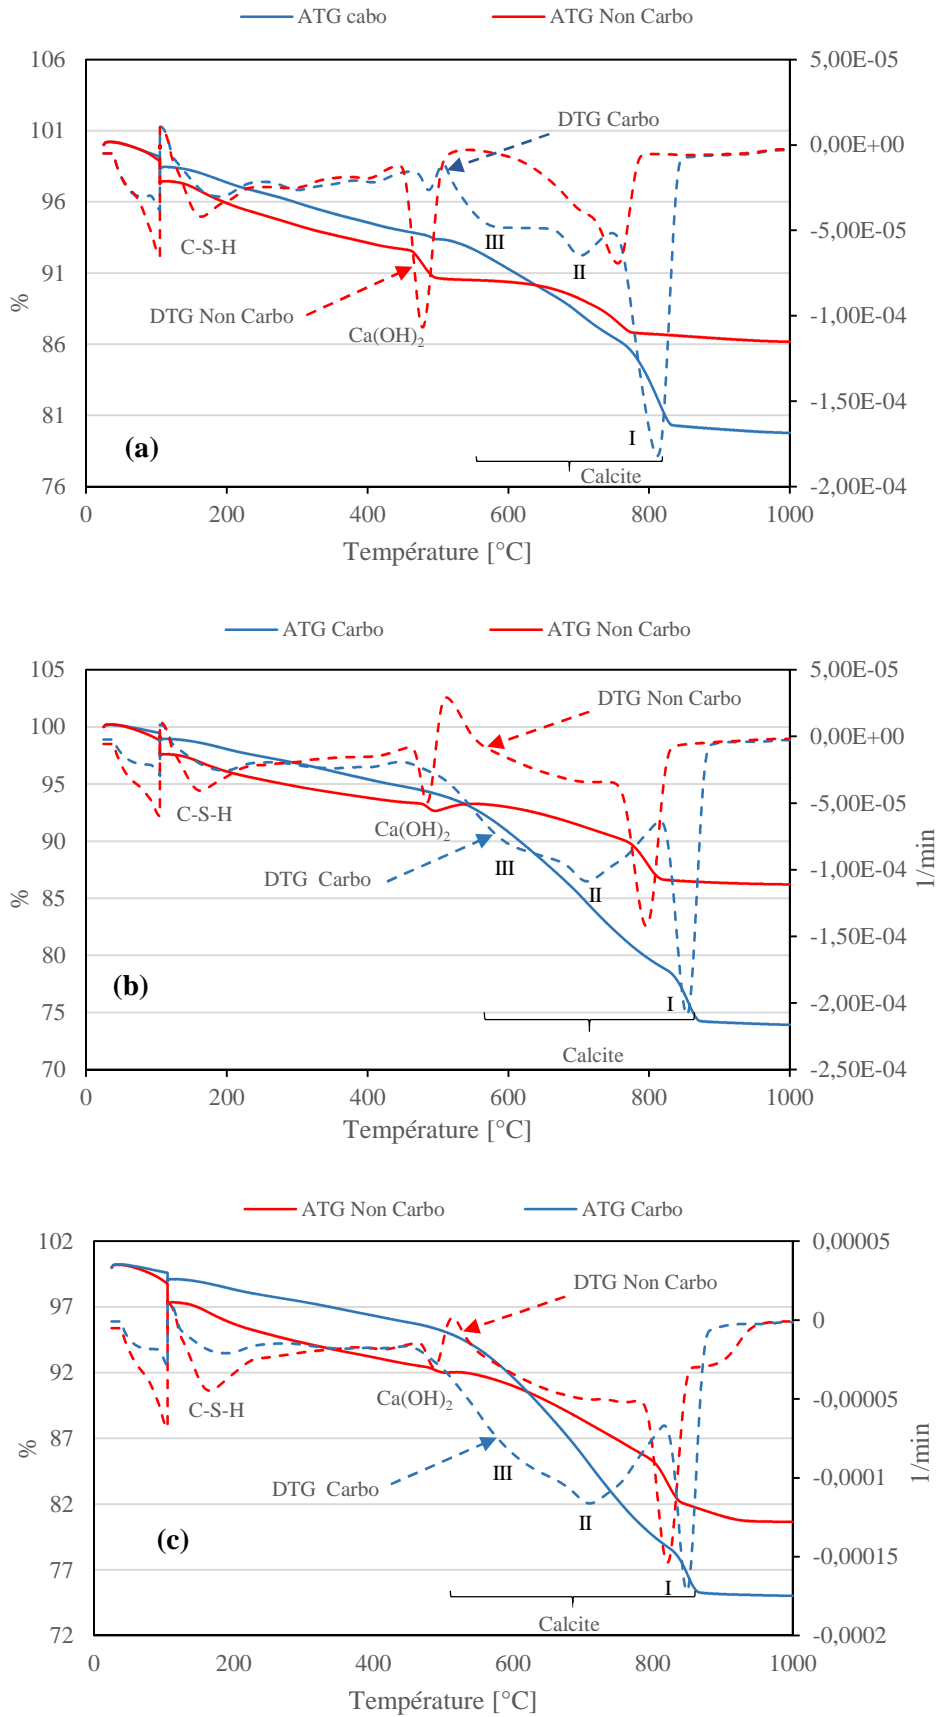 ATG cabo ATG Non Carbo
106 5,00E-05
DTG Carbo
101 0,00E+00
96 -5,00E-05
C-S-H III II
91 -1,00E-04
%
DTG Non Carbo
Ca(OH)2
86 -1,50E-04
81
(a) I
Calcite
76 -2,00E-04
0 200 400 600 800 1000
Température [°C]
ATG Carbo ATG Non Carbo
105 5,00E-05
DTG Non Carbo
100 0,00E+00
95 -5,00E-05
C-S-H
Ca(OH)2
90 -1,00E-04
DTG Carbo III II
85 -1,50E-04
% 1/min
80
(b) I
75 -2,00E-04
Calcite
70 -2,50E-04
0 200 400 600 800 1000
Température [°C]
ATG Non Carbo ATG Carbo
102 0,00005
DTG Non Carbo
97 0
92 -0,00005
C-S-H Ca(OH)2
87 -0,0001
% 1/min
DTG Carbo III
82 -0,00015
(c) II
77
I
Calcite
72 -0,0002
0 200 400 600 800 1000
Température [°C]